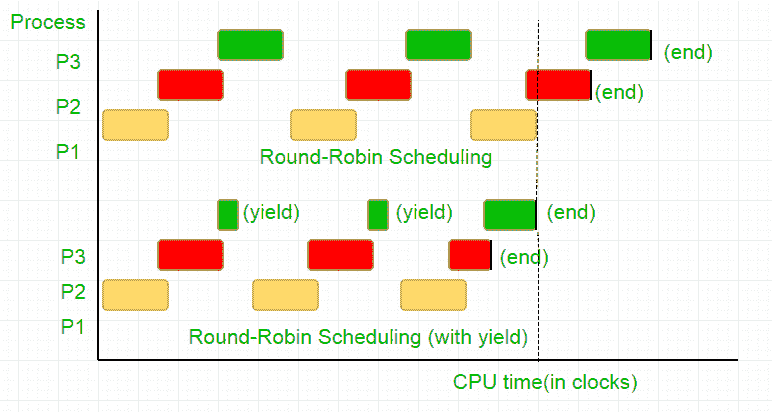 Process
P3
(end)
P2
(end)
P1
Round-Robin Scheduling
(yield)
(yield)
(end)
P3
(end)
P2
P1
Round-Robin Scheduling (with yield)
CPU time(in clocks)